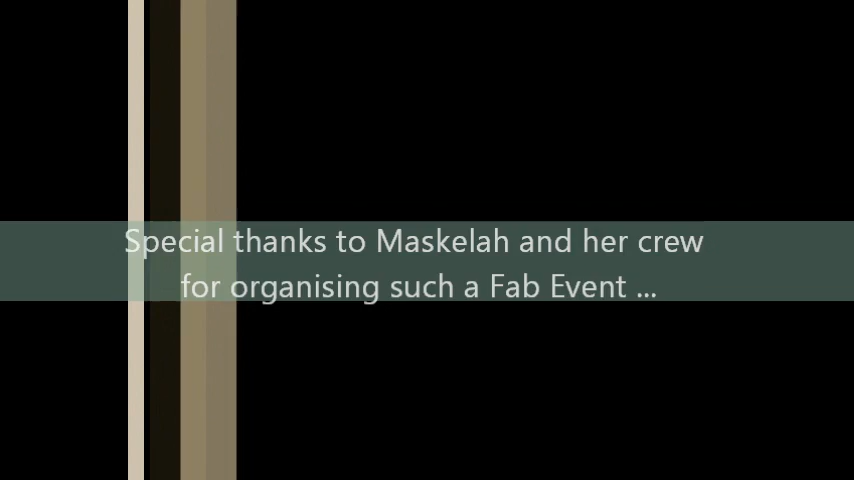 Special thanks to Maskelah and her crew
for organising such a Fab Event ...